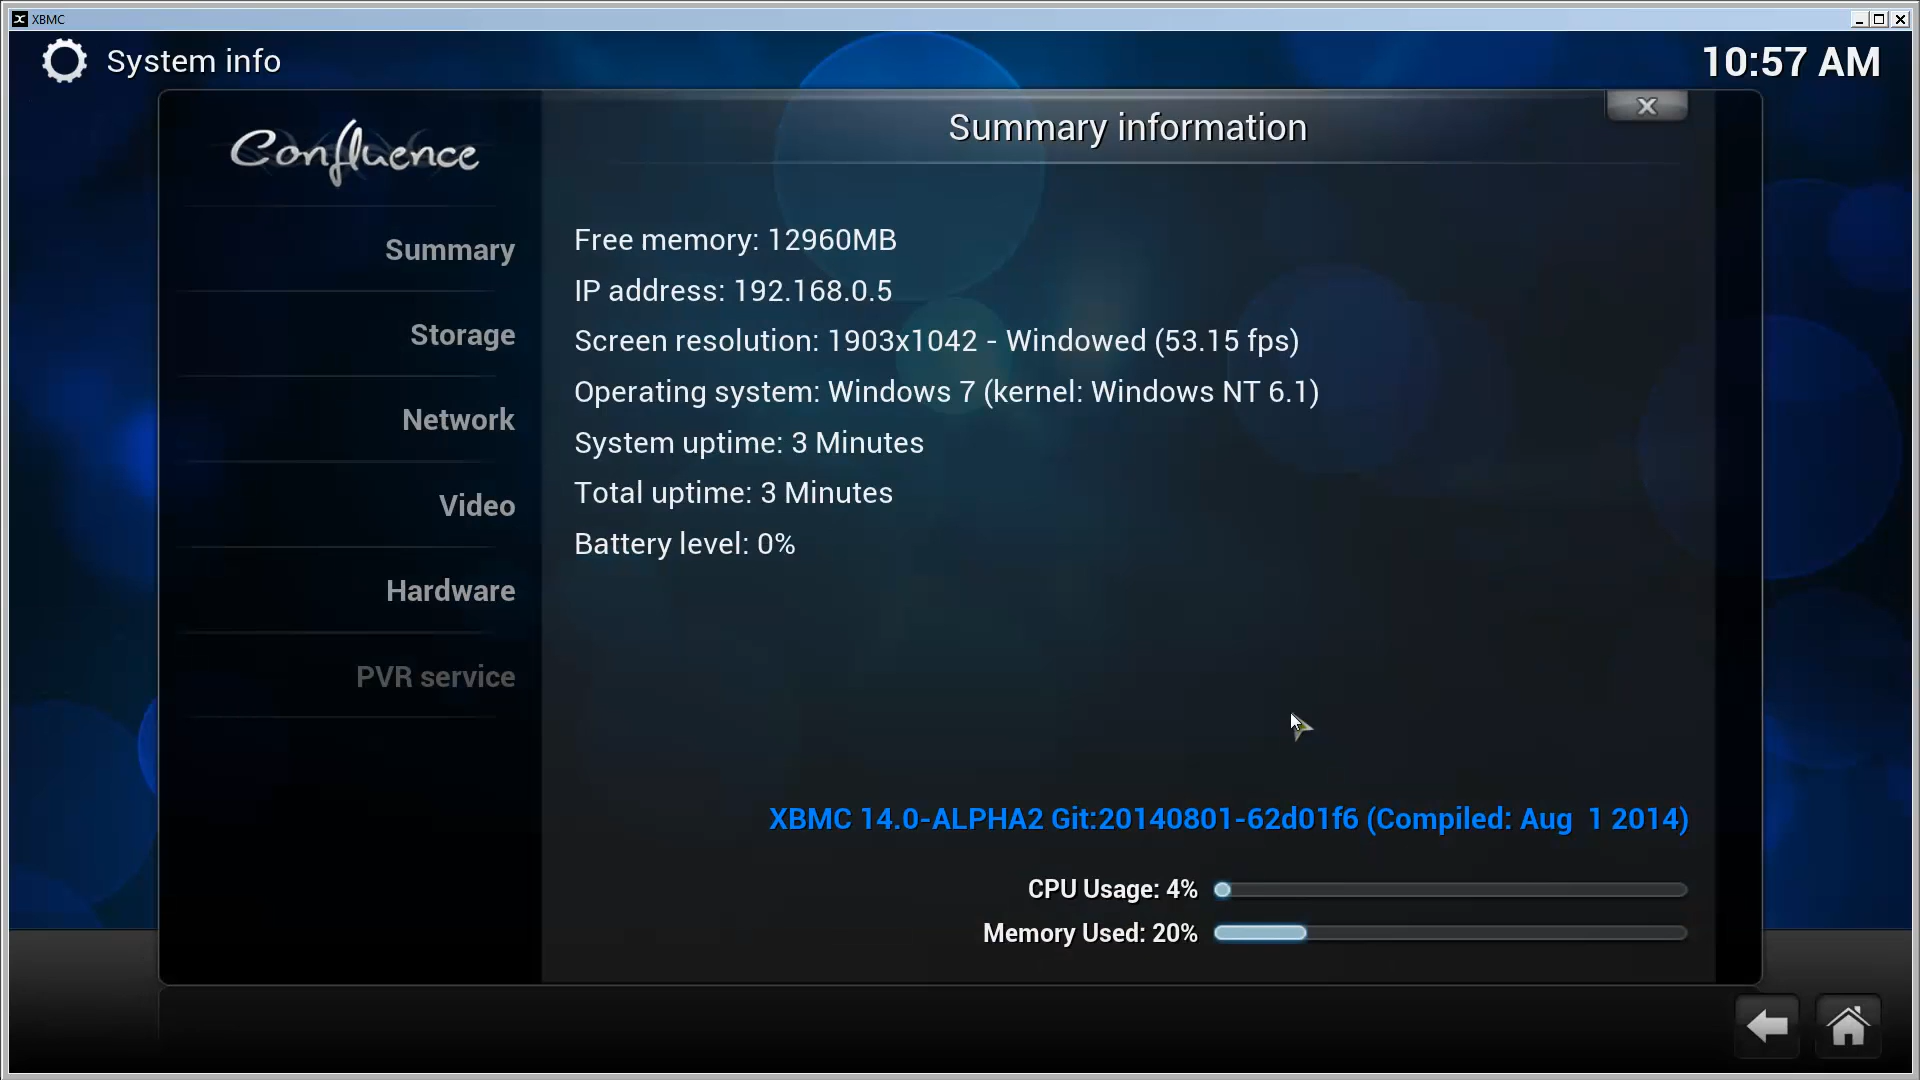 XBMC
System info
10:57 AM
Confluence
Summary information
Summary
Storage
Network
Video
Hardware
PVR service
Free memory: 12960MB
IP address: 192.168.0.5
Screen resolution: 1903x1042 - Windowed (53.15 fps)
Operating system: Windows 7 (kernel: Windows NT 6.1)
System uptime: 3 Minutes
Total uptime: 3 Minutes
Battery level: 0%
XBMC 14.0-ALPHA2 Git:20140801-62d01f6 (Compiled: Aug  1 2014)
CPU Usage: 4%
Memory Used: 20%